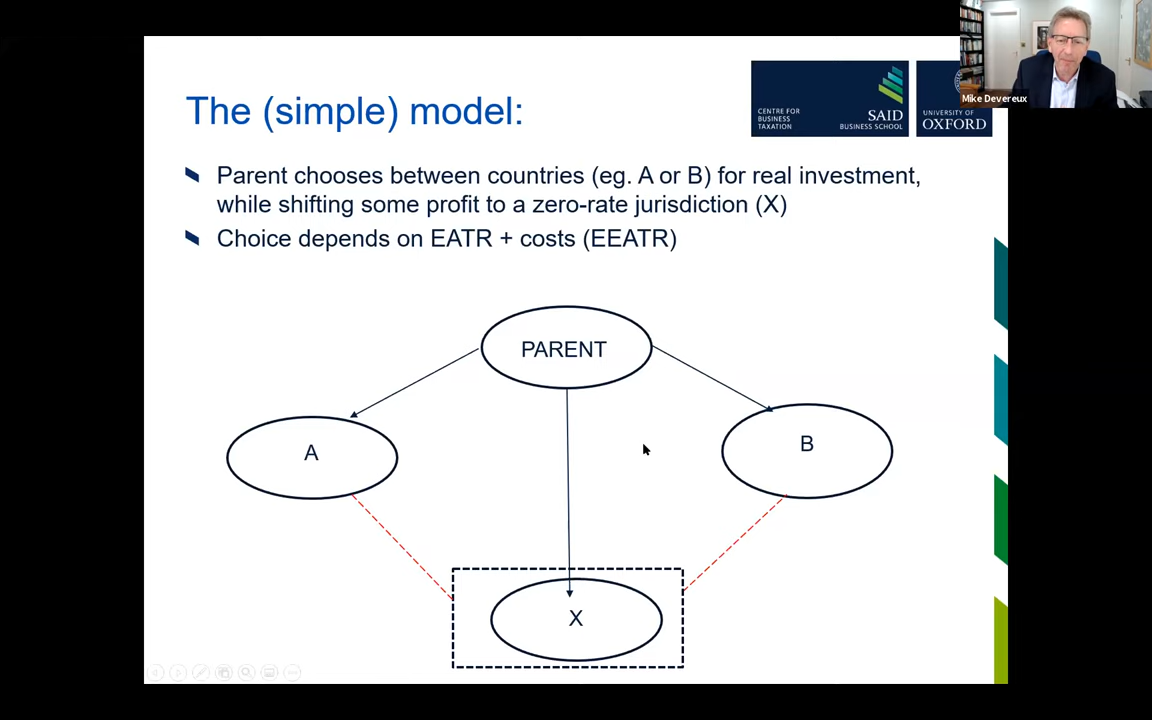 The (simple) model:
CENTRE FOR
BUSINESS
TAXATION
SAID
BUSINESS SCHOOL
UNIVERSITY OF
OXFORD
Mike Devereux
Parent chooses between countries (eg. A or B) for real investment,
while shifting some profit to a zero-rate jurisdiction (X)
Choice depends on EATR + costs (EEATR)
PARENT
A
B
X